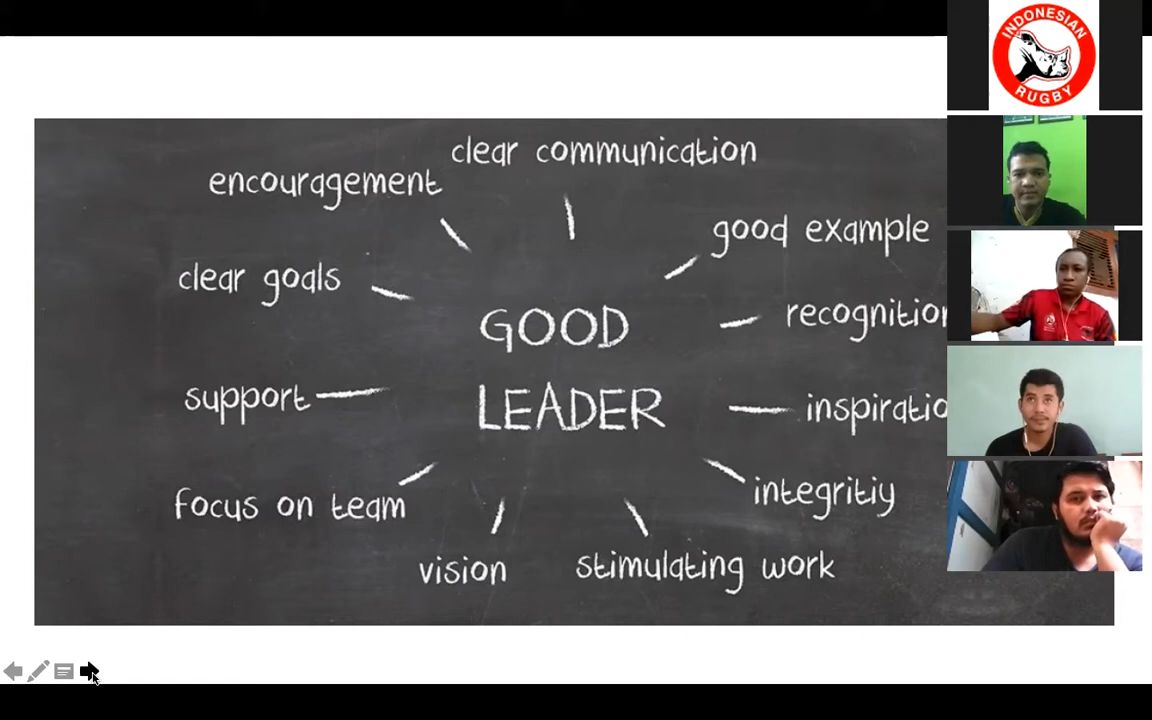 INDONESIAN
RUGBY
clear communication
encouragement
good example
clear goals
recognition
GOOD
LEADER
support
inspiratio
integritiy
focus on team
vision
stimulating work